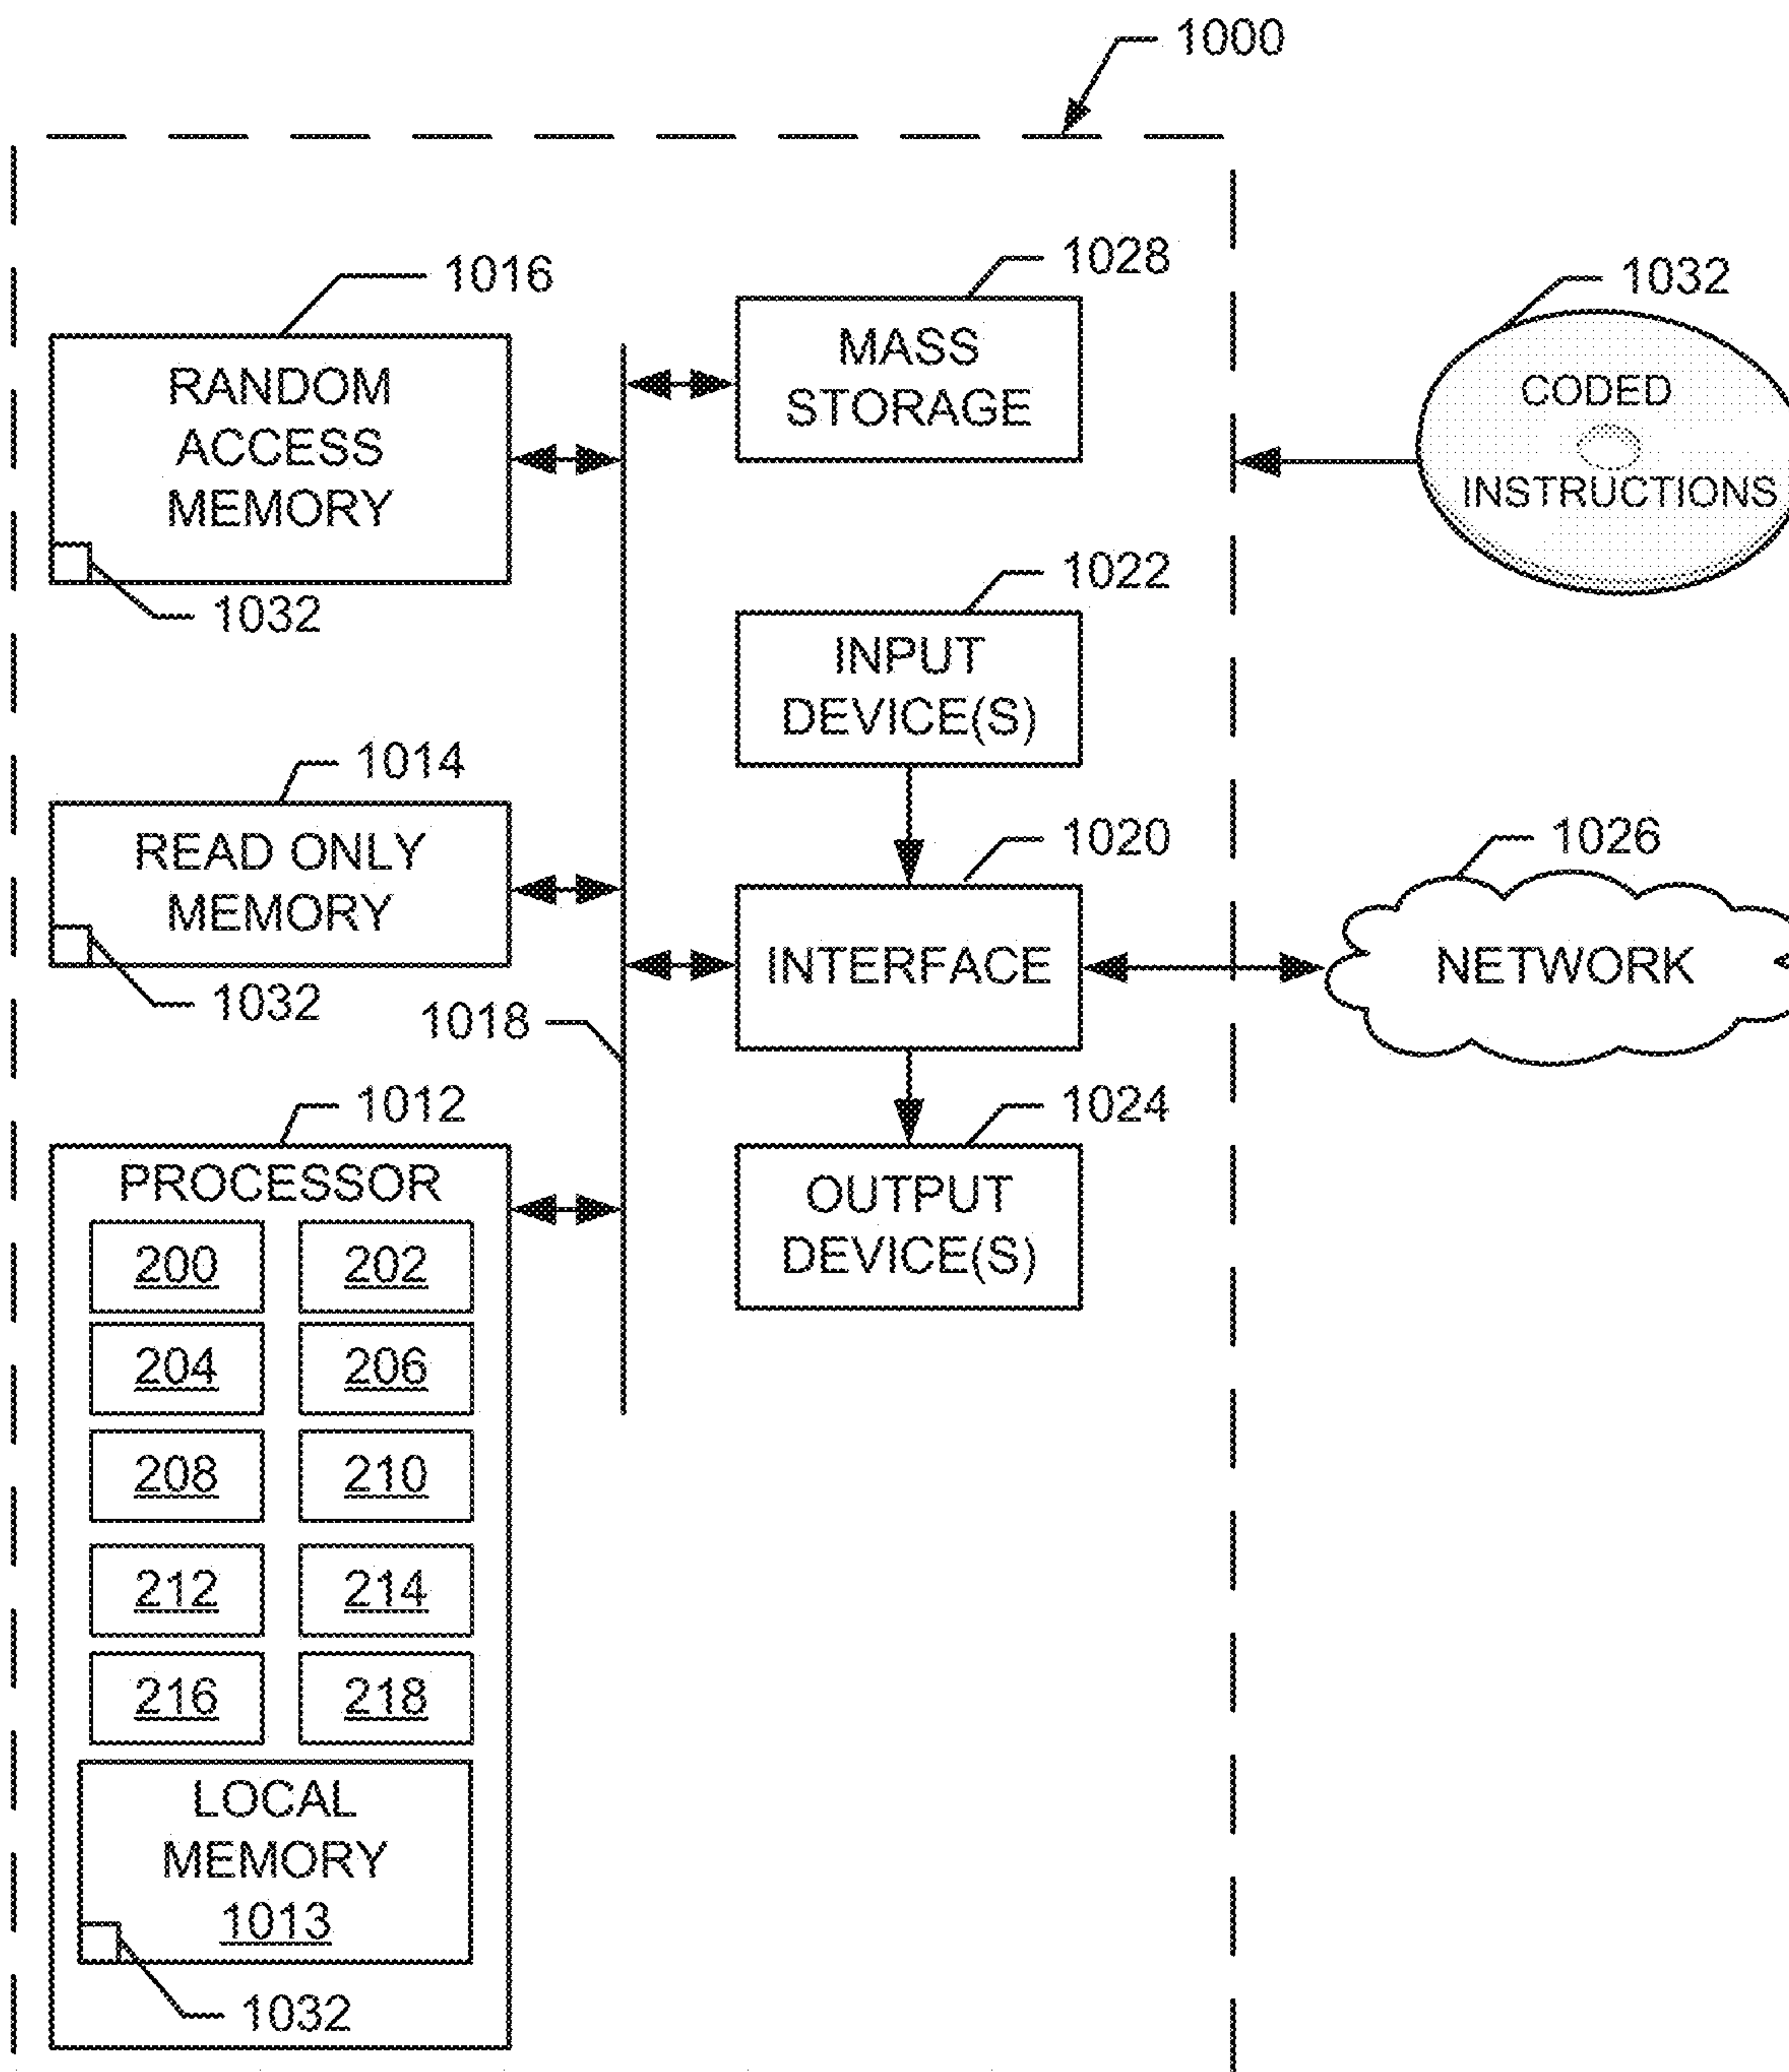 1000
1016
RANDOM
ACCESS
MEMORY
1032
1028
MASS
STORAGE
1032
CODED
INSTRUCTIONS
1022
INPUT
DEVICE(S)
1014
READ ONLY
MEMORY
1032
1018
1020
INTERFACE
1026
NETWORK
1012
PROCESSOR
200
202
204
206
208
210
212
214
216
218
LOCAL
MEMORY
1013
1032
1024
OUTPUT
DEVICE(S)